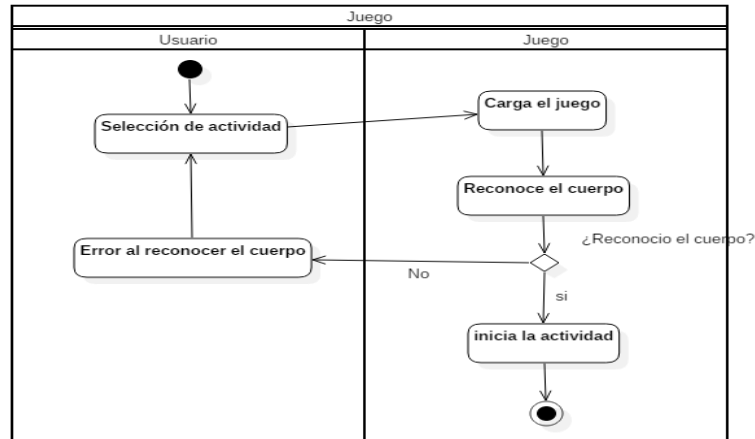 Juego
Usuario
Juego
Carga el juego
Selección de actividad
Reconoce el cuerpo
¿Reconocio el cuerpo?
Error al reconocer el cuerpo
No
si
inicia la actividad